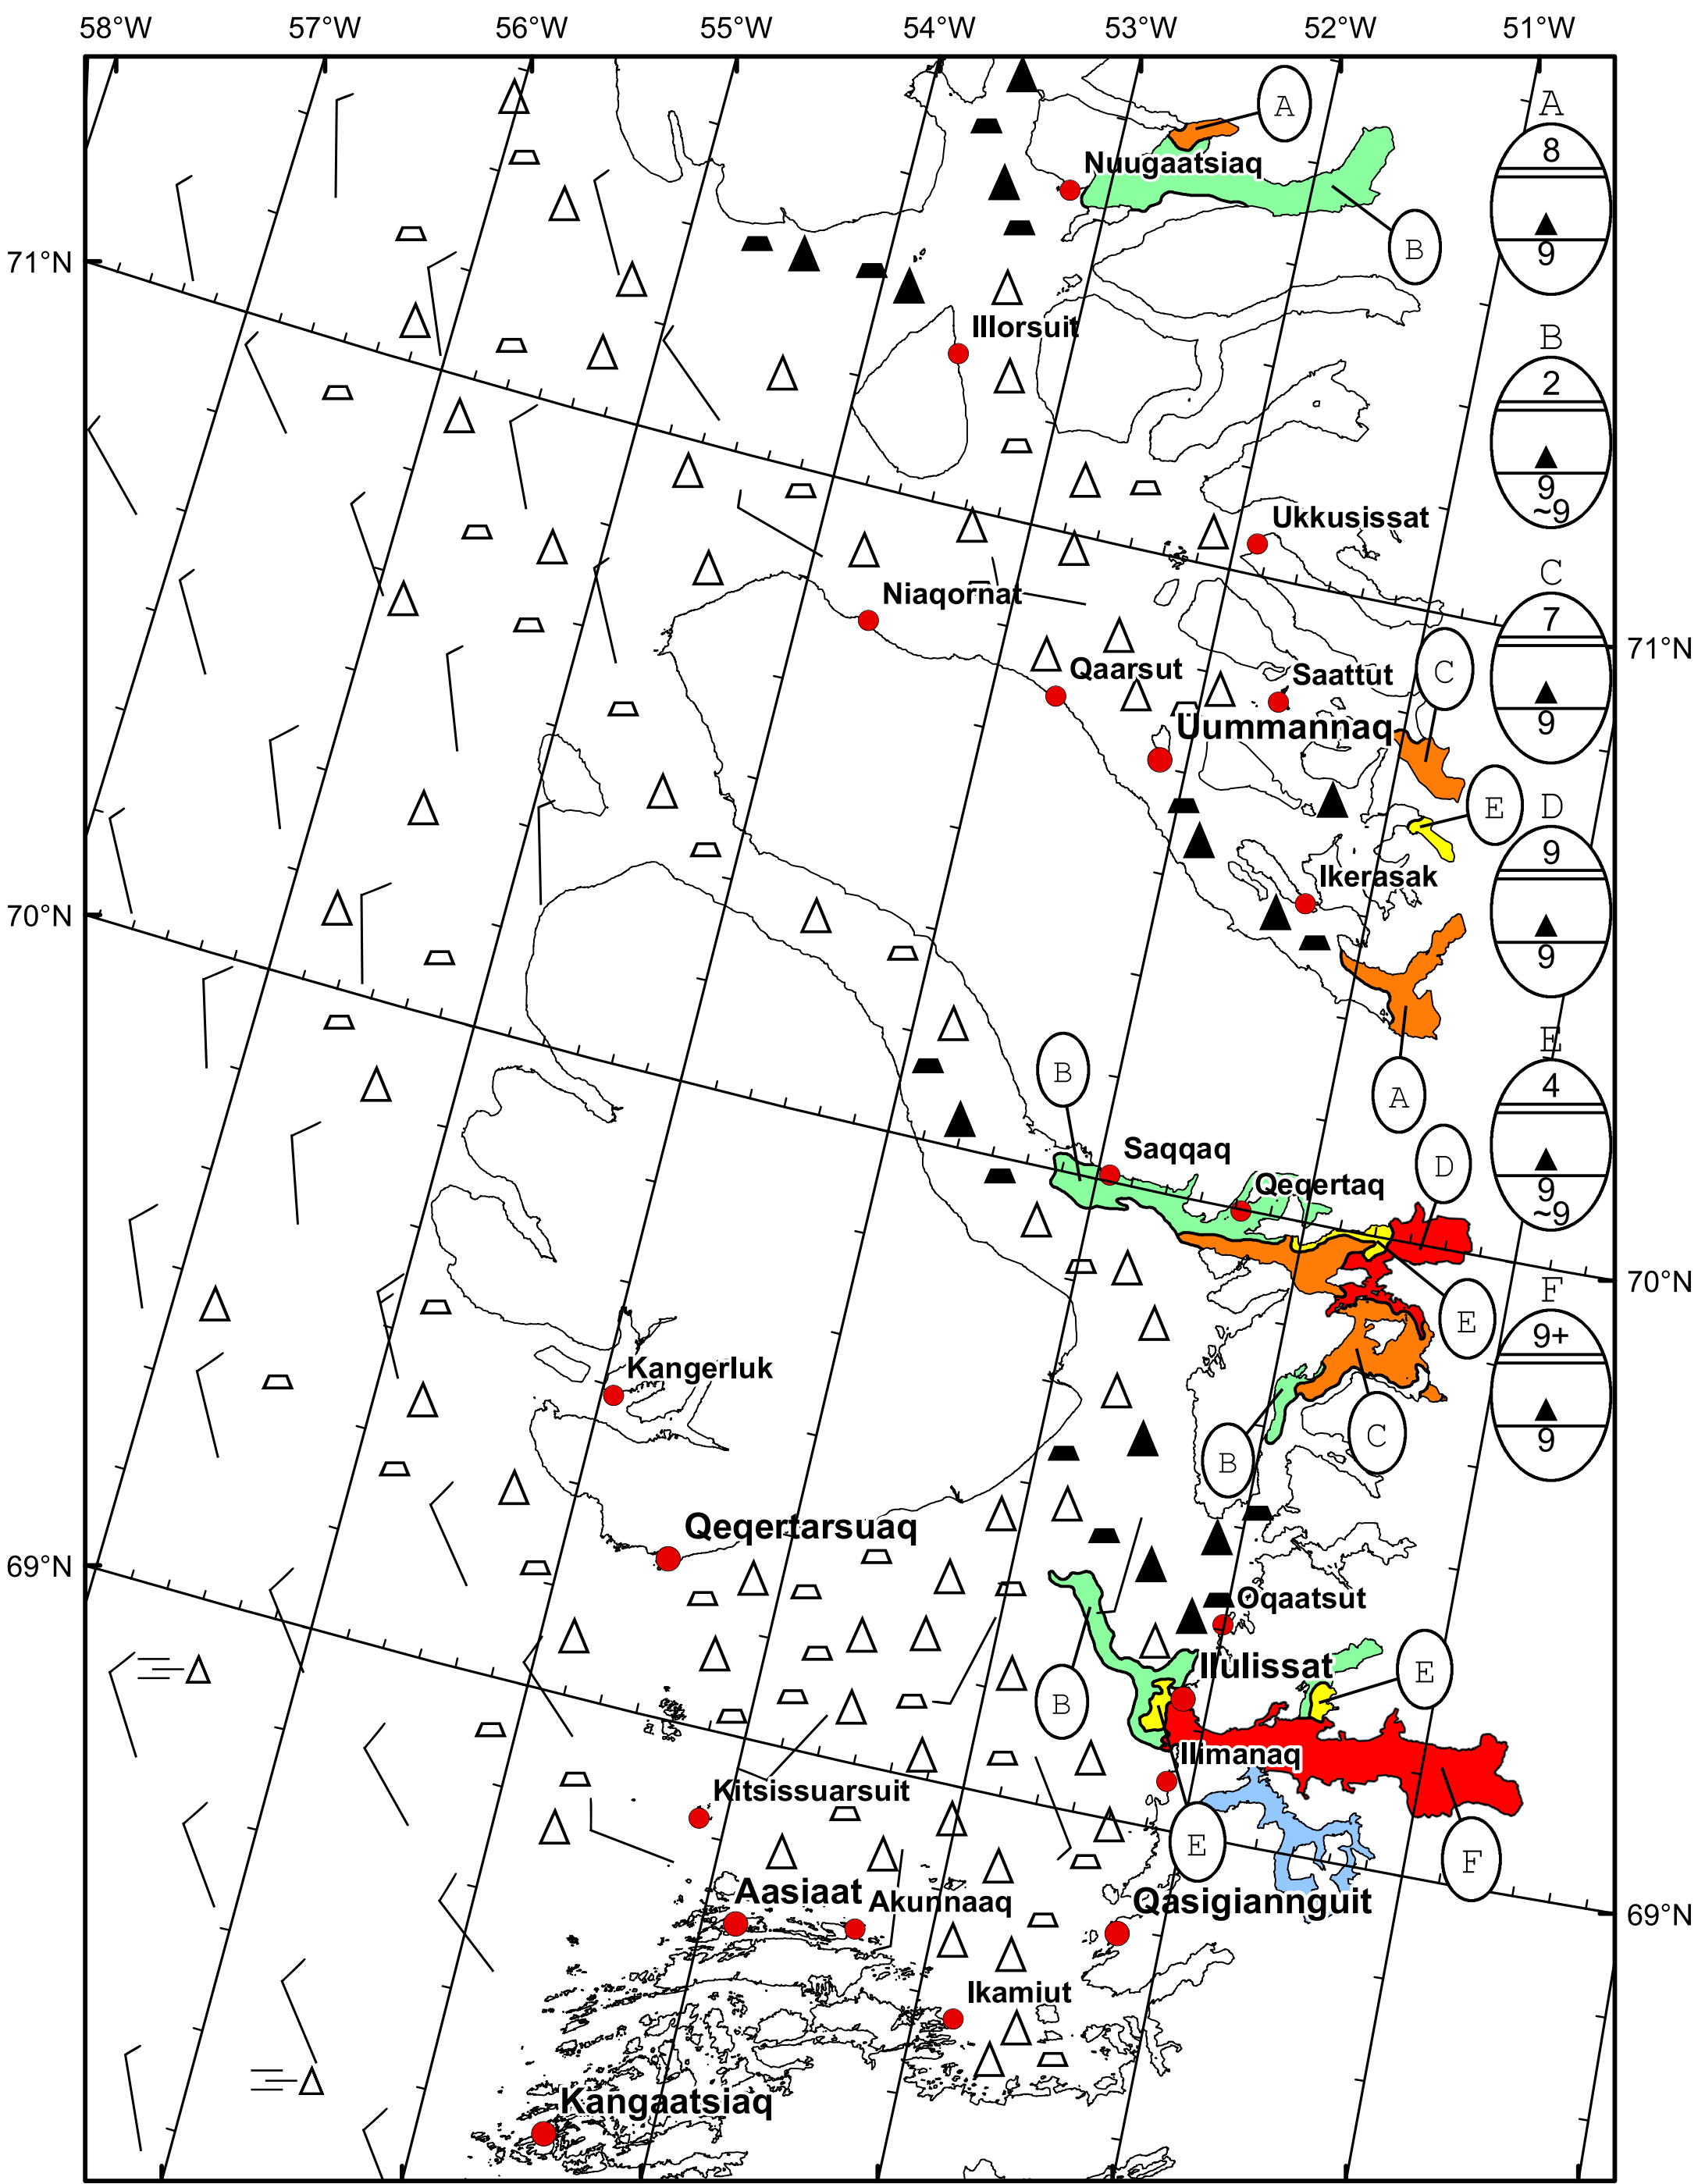 58°W 57°W 56°W 55°W 54°W 53°W 52°W 51°W
A
A
8
9
Nuugaatsiaq
B
71°N
Illorsuit
B
2
9
~9
Ukkusissat
C
7
9
Niaqornat
71°N
C
Qaarsut
Saattut
Uummannaq
E
D
9
9
Ikerasak
70°N
A
B
E
4
9
~9
Saqqaq
D
Qeqertaq
70°N
E
F
9+
9
Kangerluk
C
B
Qeqertarsuaq
69°N
Oqaatsut
Ilulissat
E
B
Ilimanaq
Kitsissuarsuit
E
F
Aasiaat
Akunnaaq
Qasigiannguit
69°N
Ikamiut
Kangaatsiaq